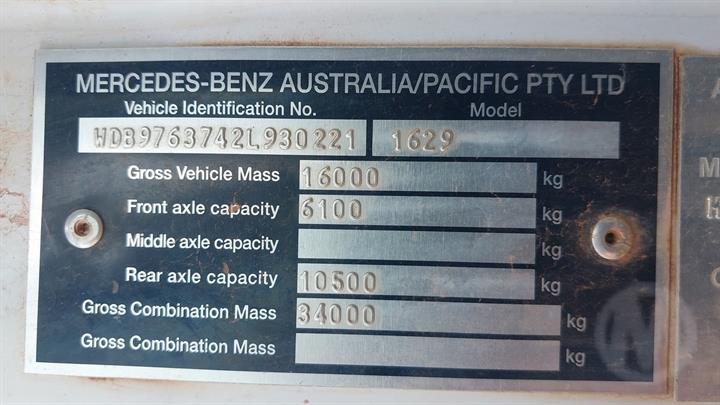 MERCEDES-BENZ AUSTRALIA/PACIFIC PTY LTD
Vehicle Identification No. Model
WDB9763742L930221 1629
Gross Vehicle Mass 16000 kg
Front axle capacity 6100 kg
Middle axle capacity kg
Rear axle capacity 10500 kg
Gross Combination Mass 34000 kg
Gross Combination Mass kg